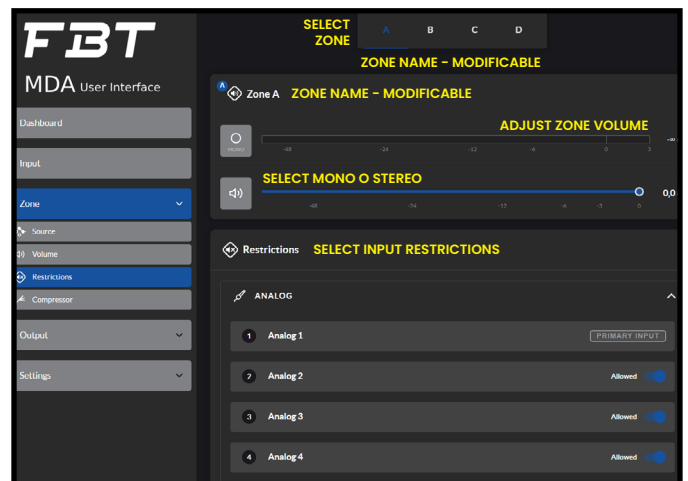 FBT
MDA User Interface
Dashboard
Input
Zone
Source
Volume
Restrictions
Compressor
Output
Settings
SELECT
ZONE
A B C D
ZONE NAME - MODIFICABLE
A
Zone A ZONE NAME - MODIFICABLE
ADJUST ZONE VOLUME
MONO
-48 -24 -12 -6 0 3
-∞
SELECT MONO O STEREO
0,0
-48 -24 -12 -6 -3 0
Restrictions SELECT INPUT RESTRICTIONS
ANALOG
1 Analog 1 PRIMARY INPUT
2 Analog 2 Allowed
3 Analog 3 Allowed
4 Analog 4 Allowed